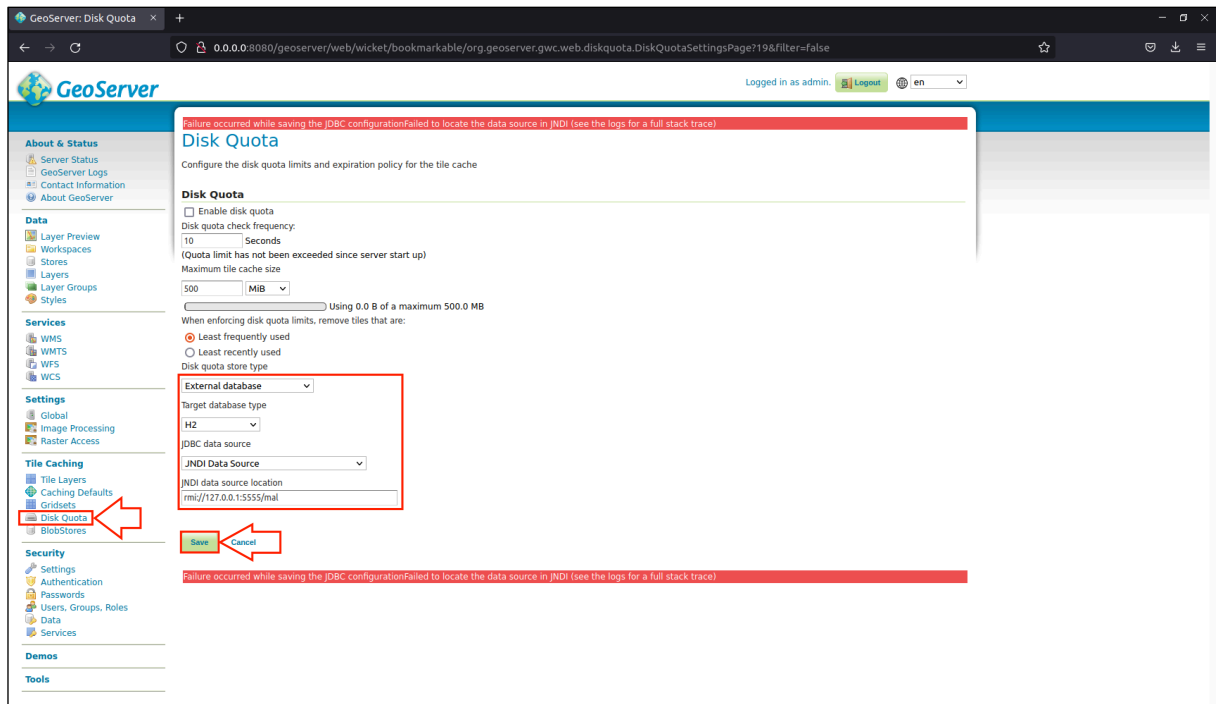 GeoServer: Disk Quota × +
0.0.0.0:8080/geoserver/web/wicket/bookmarkable/org.geoserver.gwc.web.diskquota.DiskQuotaSettingsPage?19&filter=false
GeoServer
Logged in as admin. Logout en
Failure occurred while saving the JDBC configurationFailed to locate the data source in JNDI (see the logs for a full stack trace)
About & Status
Server Status
GeoServer Logs
Contact Information
About GeoServer
Data
Layer Preview
Workspaces
Stores
Layers
Layer Groups
Styles
Services
WMS
WMTS
WFS
WCS
Settings
Global
Image Processing
Raster Access
Tile Caching
Tile Layers
Caching Defaults
Gridsets
Disk Quota
BlobStores
Security
Settings
Authentication
Passwords
Users, Groups, Roles
Data
Services
Demos
Tools
Disk Quota
Configure the disk quota limits and expiration policy for the tile cache
Disk Quota
Enable disk quota
Disk quota check frequency:
10 Seconds
(Quota limit has not been exceeded since server start up)
Maximum tile cache size
500 MiB
Using 0.0 B of a maximum 500.0 MB
When enforcing disk quota limits, remove tiles that are:
Least frequently used
Least recently used
Disk quota store type
External database
Target database type
H2
JDBC data source
JNDI Data Source
JNDI data source location
rmi://127.0.0.1:5555/mal
Save Cancel
Failure occurred while saving the JDBC configurationFailed to locate the data source in JNDI (see the logs for a full stack trace)